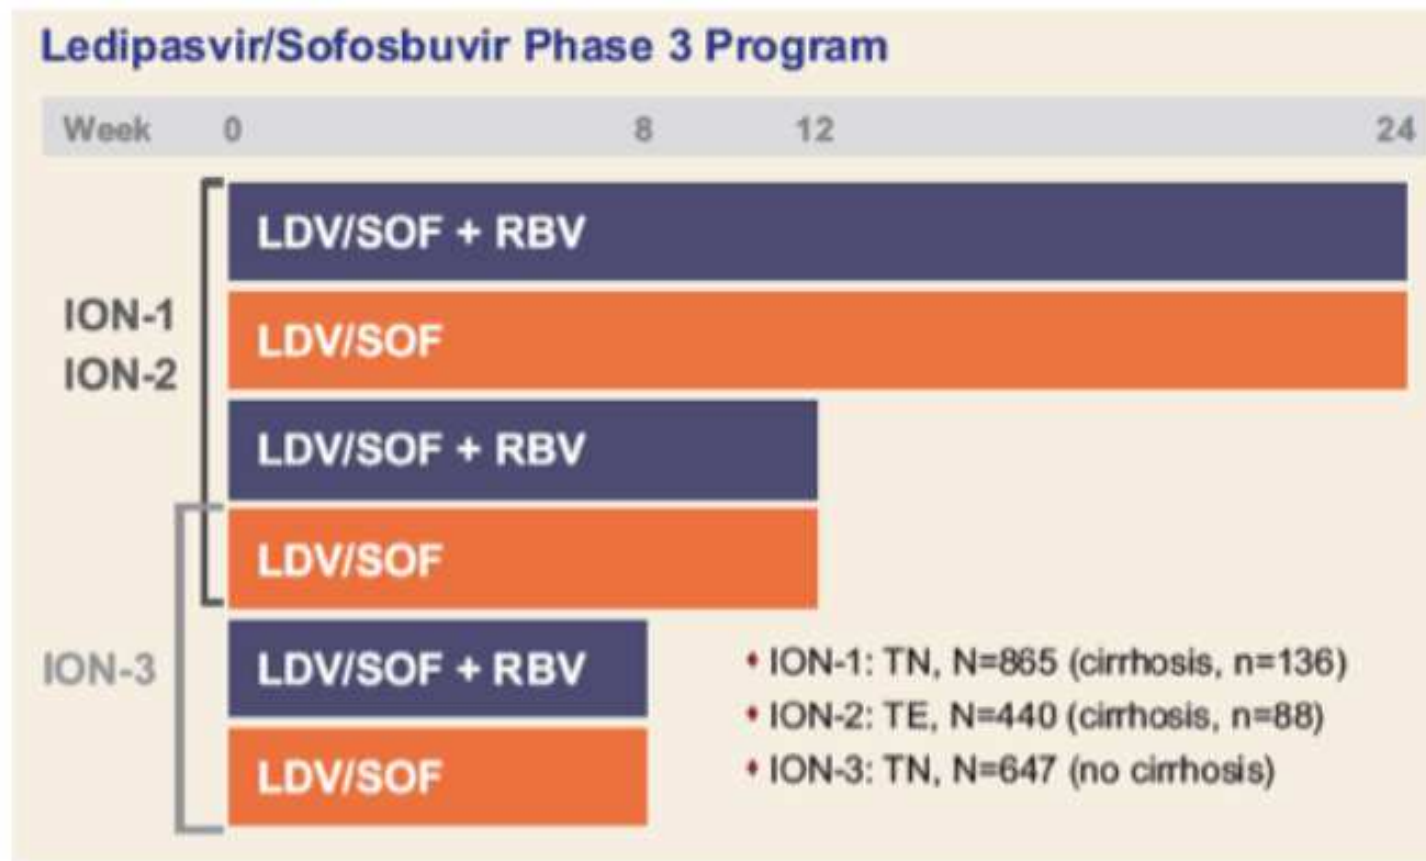 Ledipasvir/Sofosbuvir Phase 3 Program
Week 0 8 12 24
LDV/SOF + RBV
ION-1
ION-2
LDV/SOF
LDV/SOF + RBV
LDV/SOF
ION-3
LDV/SOF + RBV
LDV/SOF
♦ ION-1: TN, N=865 (cirrhosis, n=136)
♦ ION-2: TE, N=440 (cirrhosis, n=88)
♦ ION-3: TN, N=647 (no cirrhosis)